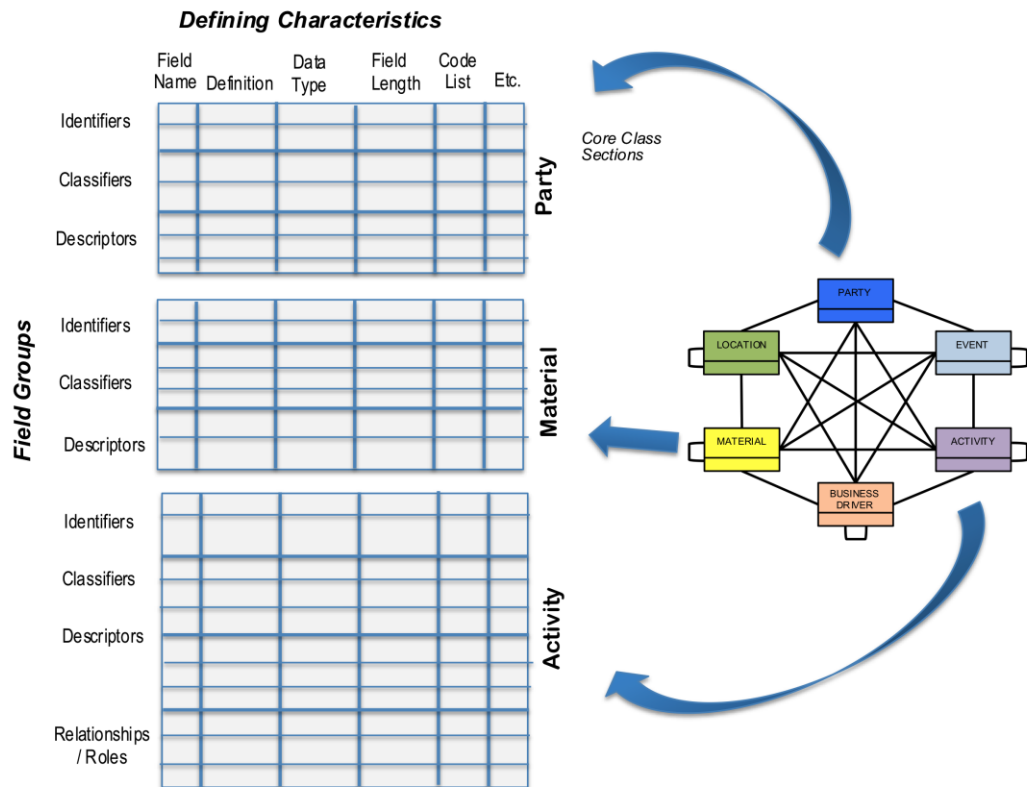 Defining Characteristics
Field
Name
Definition
Data
Type
Field
Length
Code
List
Etc.
Field Groups
Identifiers
Classifiers
Descriptors
Party
Identifiers
Classifiers
Descriptors
Material
Identifiers
Classifiers
Descriptors
Relationships
/ Roles
Activity
Core Class
Sections
PARTY
LOCATION
EVENT
MATERIAL
ACTIVITY
BUSINESS
DRIVER